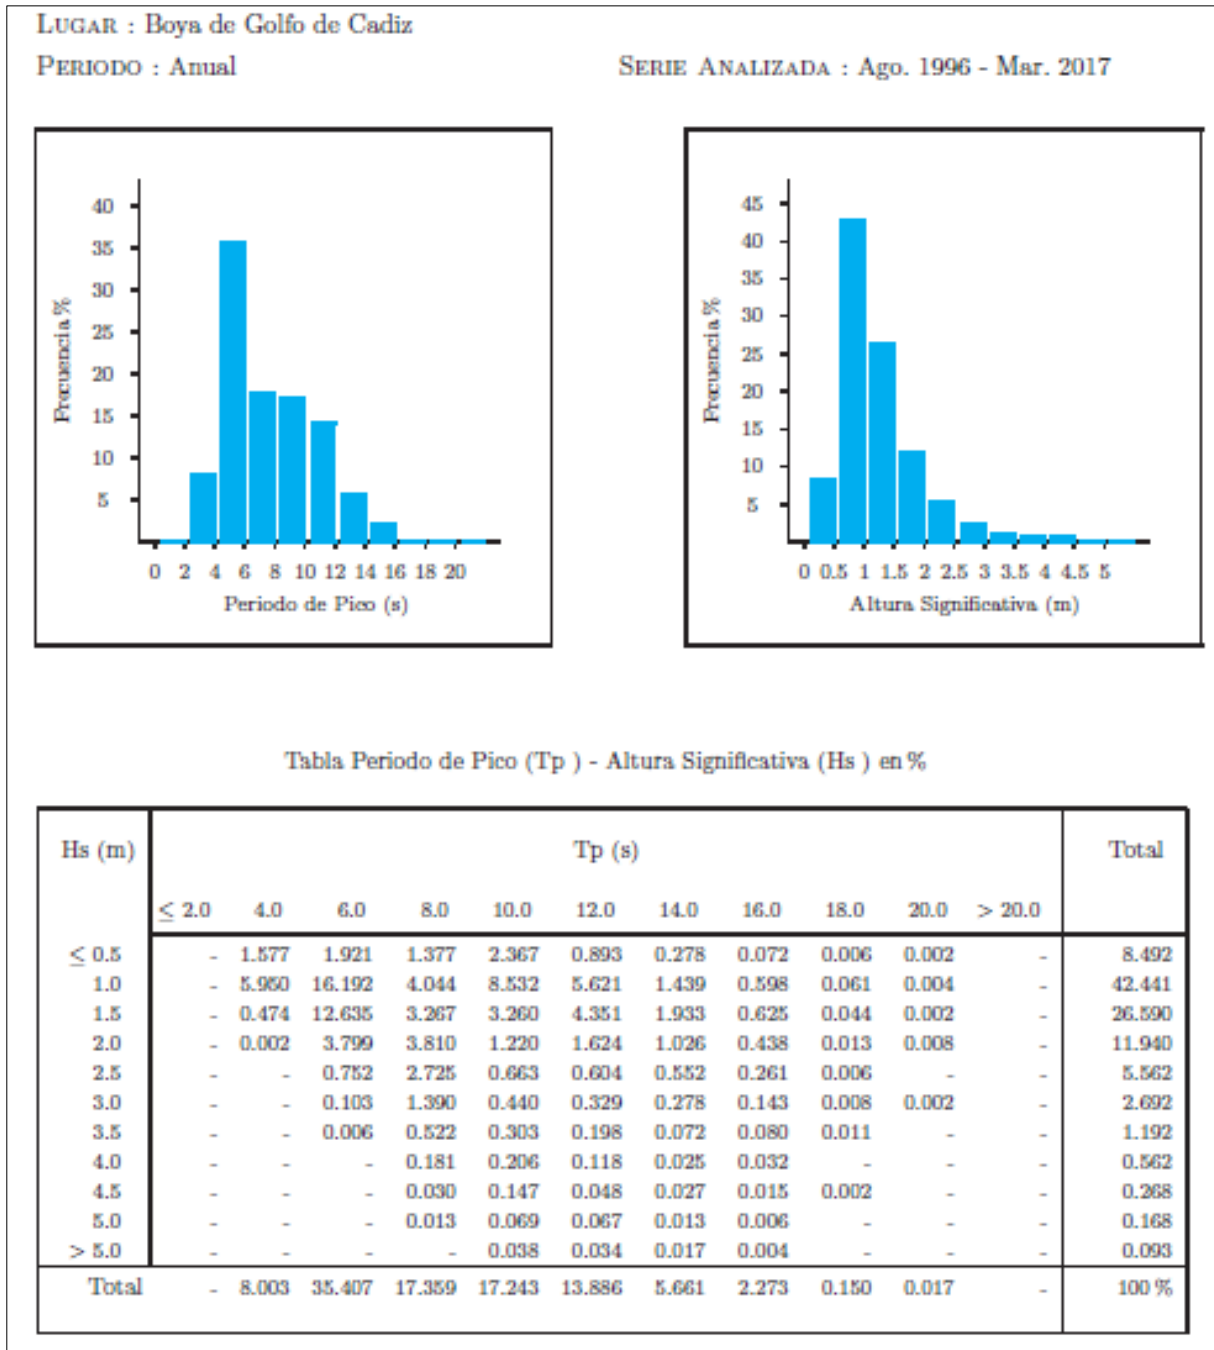 LUGAR : Boya de Golfo de Cadiz
PERIODO : Anual
SERIE ANALIZADA : Ago. 1996 - Mar. 2017
40
35
30
25
20
15
10
5
Frecuencia %
0 2 4 6 8 10 12 14 16 18 20
Periodo de Pico (s)
45
40
35
30
25
20
15
10
5
Frecuencia %
0 0.5 1 1.5 2 2.5 3 3.5 4 4.5 5
Altura Significativa (m)
Tabla Periodo de Pico (Tp ) - Altura Significativa (Hs ) en %
Hs (m) Tp (s) Total
≤ 2.0 4.0 6.0 8.0 10.0 12.0 14.0 16.0 18.0 20.0 > 20.0
≤ 0.5 - 1.577 1.921 1.377 2.367 0.893 0.278 0.072 0.006 0.002 - 8.492
1.0 - 5.950 16.192 4.044 8.532 5.621 1.439 0.598 0.061 0.004 - 42.441
1.5 - 0.474 12.635 3.267 3.260 4.351 1.933 0.625 0.044 0.002 - 26.590
2.0 - 0.002 3.799 3.810 1.220 1.624 1.026 0.438 0.013 0.008 - 11.940
2.5 - - 0.752 2.725 0.663 0.604 0.552 0.261 0.006 - - 5.562
3.0 - - 0.103 1.390 0.440 0.329 0.278 0.143 0.008 0.002 - 2.692
3.5 - - 0.006 0.522 0.303 0.198 0.072 0.080 0.011 - - 1.192
4.0 - - - 0.181 0.206 0.118 0.025 0.032 - - - 0.562
4.5 - - - 0.030 0.147 0.048 0.027 0.015 0.002 - - 0.268
5.0 - - - 0.013 0.069 0.067 0.013 0.006 - - - 0.168
> 5.0 - - - - 0.038 0.034 0.017 0.004 - - - 0.093
Total - 8.003 35.407 17.359 17.243 13.886 5.661 2.273 0.150 0.017 - 100 %